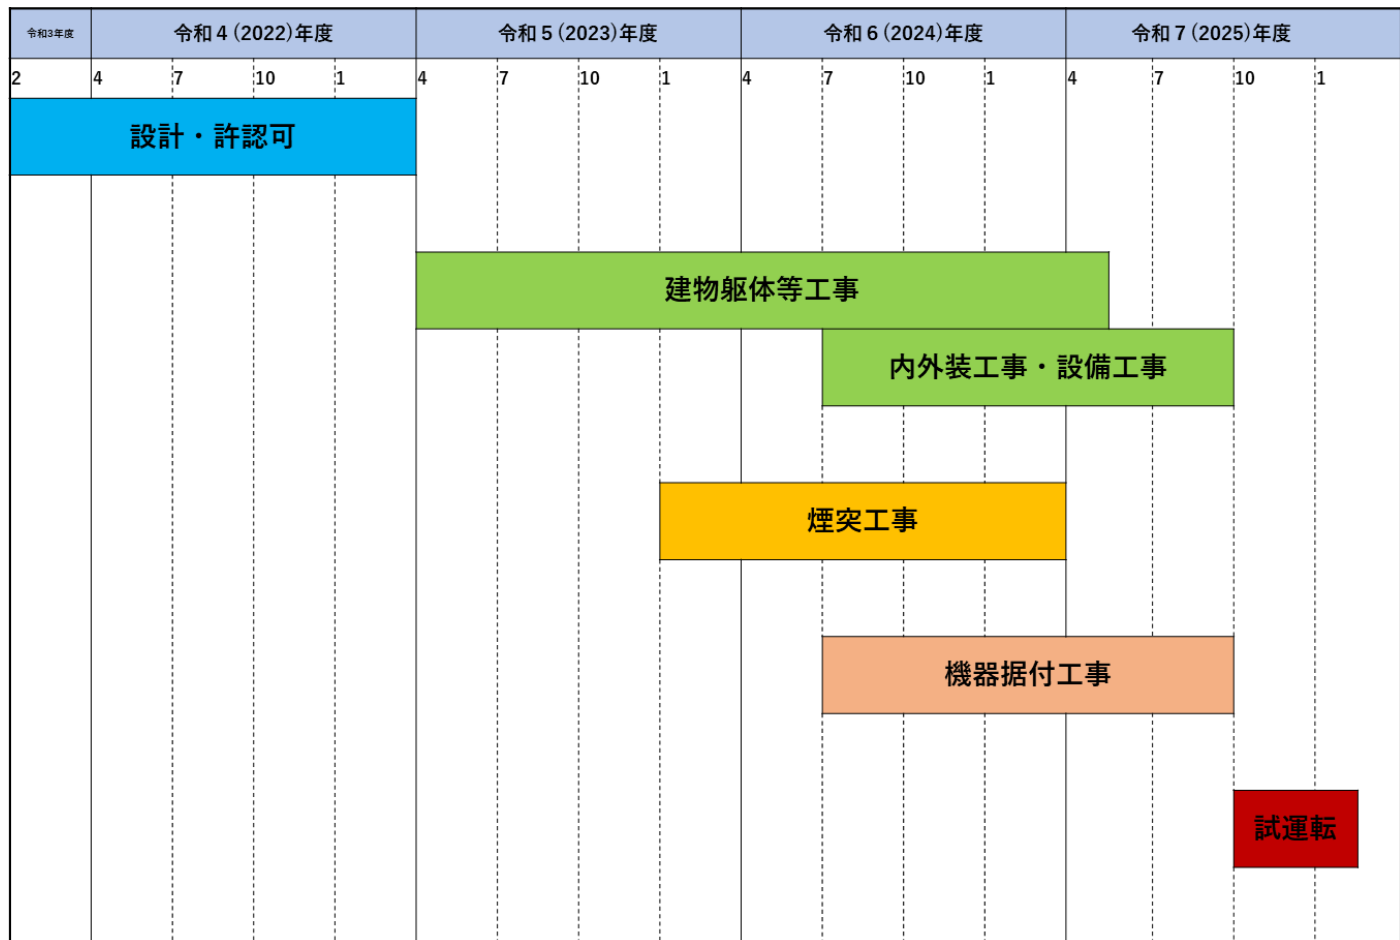 令和3年度 令和４(2022)年度 令和５(2023)年度 令和６(2024)年度 令和７(2025)年度
2 4 7 10 1 4 7 10 1 4 7 10 1 4 7 10 1
設計・許認可
建物躯体等工事
内外装工事・設備工事
煙突工事
機器据付工事
試運転